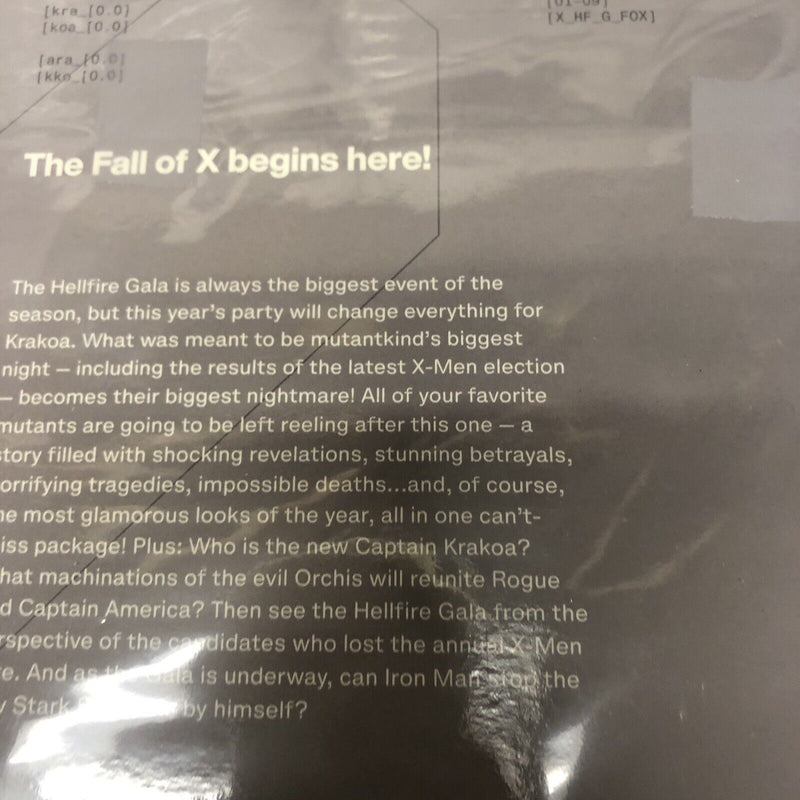 [kra_[0.0}
[koa_[0.0}
[01-09]
[X_HF_G_FOX]
[ara_[0.0]
[kko_[0.0]
The Fall of X begins here!
The Hellfire Gala is always the biggest event of the
season, but this year's party will change everything for
Krakoa. What was meant to be mutantkind's biggest
night — including the results of the latest X-Men election
— becomes their biggest nightmare! All of your favorite
mutants are going to be left reeling after this one — a
story filled with shocking revelations, stunning betrayals,
orrifying tragedies, impossible deaths...and, of course,
he most glamorous looks of the year, all in one can't-
iss package! Plus: Who is the new Captain Krakoa?
hat machinations of the evil Orchis will reunite Rogue
d Captain America? Then see the Hellfire Gala from the
rspective of the candidates who lost the annual X-Men
e. And as the Gala is underway, can Iron Man stop the
y Stark by himself?